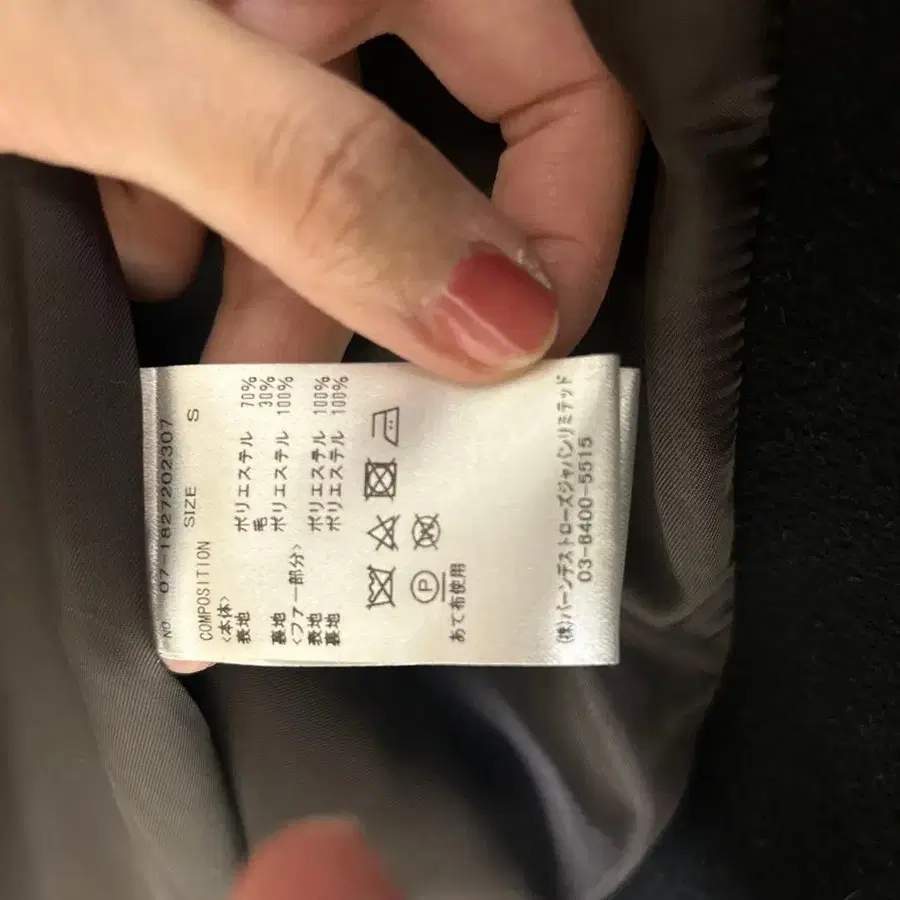 NO 07-1827202307
SIZE S
COMPOSITION
<本体>
表地 ポリエステル 70%
毛 30%
裏地 ポリエステル 100%
<ファー部分>
表地 ポリエステル 100%
裏地 ポリエステル 100%
P W
あて布使用
(株)バーンデストローズジャパンリミテッド
03-6400-5515